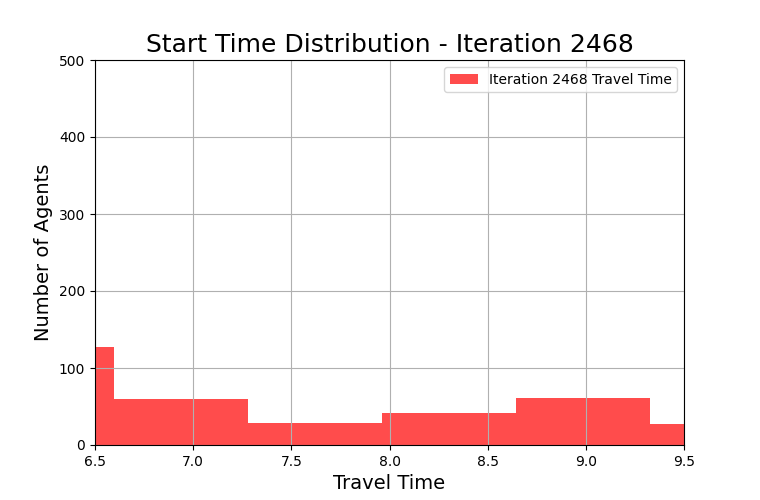 Start Time Distribution - Iteration 2468
500
400
300
200
100
0
Number of Agents
Iteration 2468 Travel Time
6.5 7.0 7.5 8.0 8.5 9.0 9.5
Travel Time